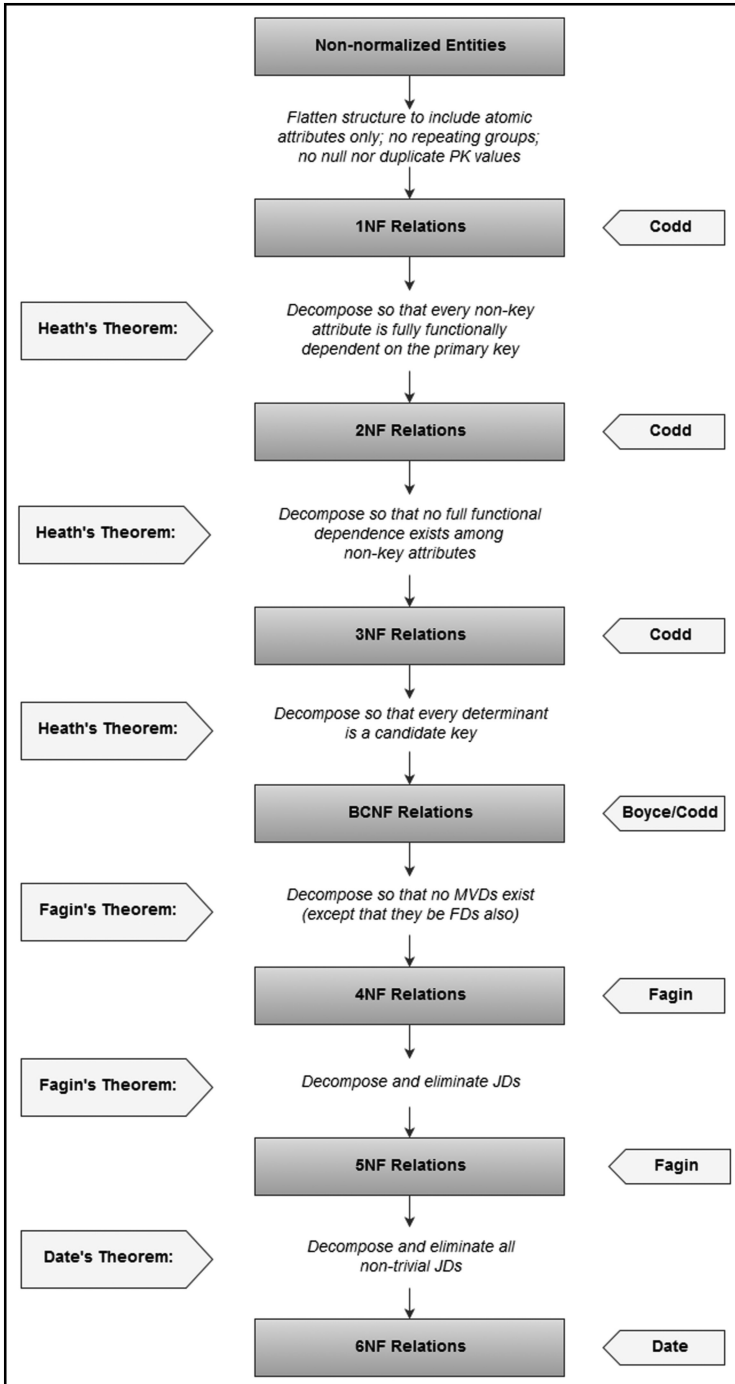 Non-normalized Entities
Flatten structure to include atomic
attributes only; no repeating groups;
no null nor duplicate PK values
1NF Relations
Codd
Heath's Theorem:
Decompose so that every non-key
attribute is fully functionally
dependent on the primary key
2NF Relations
Codd
Heath's Theorem:
Decompose so that no full functional
dependence exists among
non-key attributes
3NF Relations
Codd
Heath's Theorem:
Decompose so that every determinant
is a candidate key
BCNF Relations
Boyce/Codd
Fagin's Theorem:
Decompose so that no MVDs exist
(except that they be FDs also)
4NF Relations
Fagin
Fagin's Theorem:
Decompose and eliminate JDs
5NF Relations
Fagin
Date's Theorem:
Decompose and eliminate all
non-trivial JDs
6NF Relations
Date